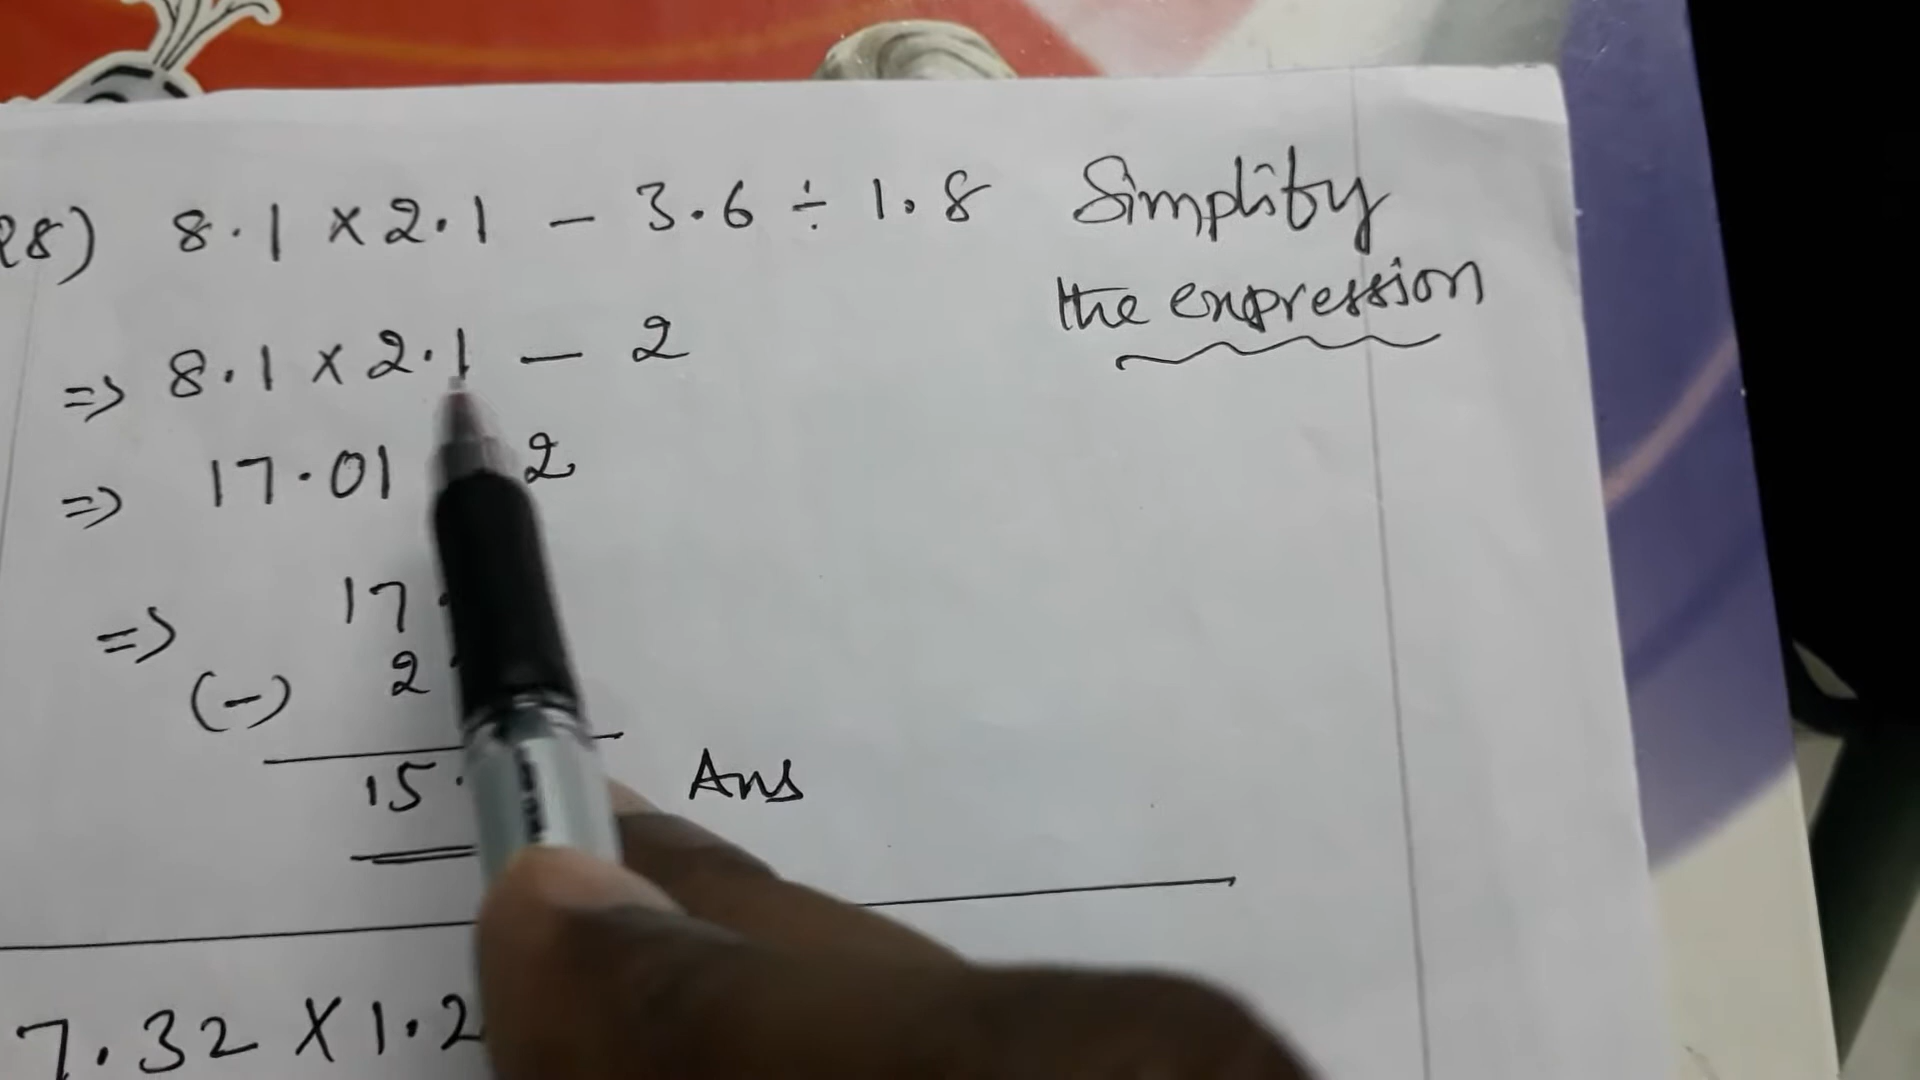 28) 8.1 × 2.1 − 3.6 ÷ 1.8 Simplify
the expression
=> 8.1 × 2.1 − 2
=> 17.01 2
=> 17.
(-) 2.
15. Ans
7.32 × 1.2